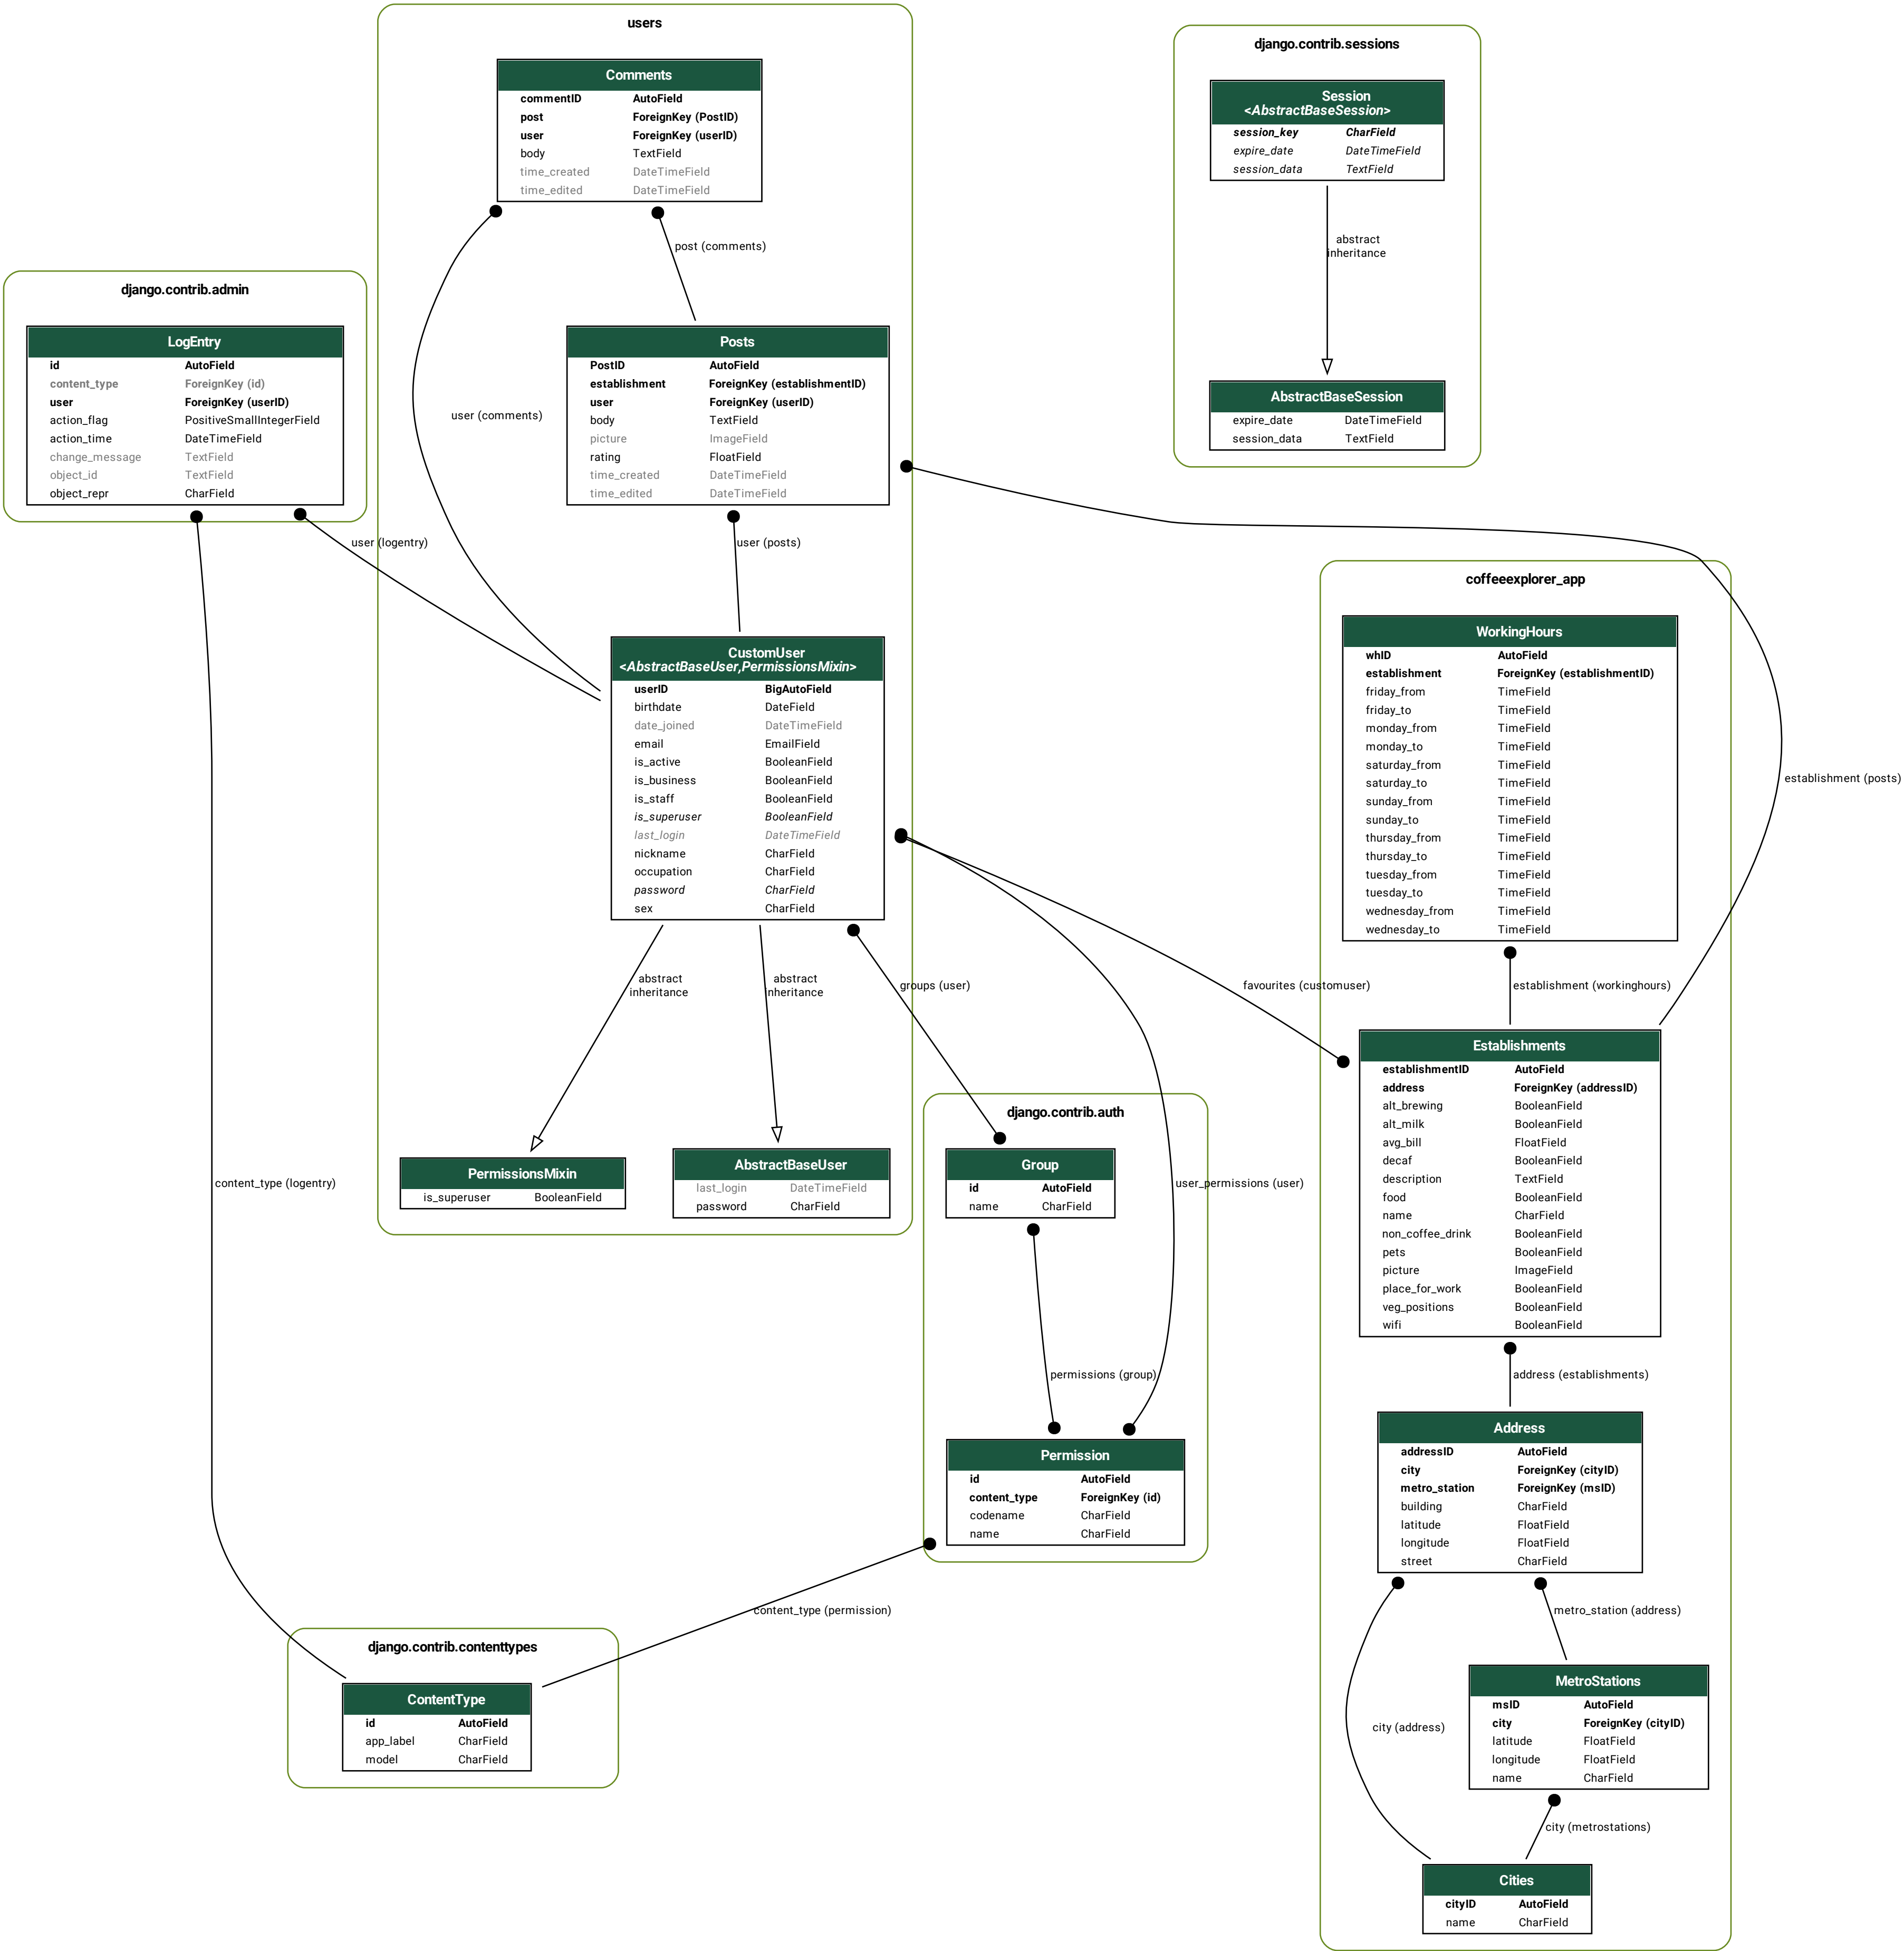 users
Comments
commentID AutoField
post ForeignKey (PostID)
user ForeignKey (userID)
body TextField
time_created DateTimeField
time_edited DateTimeField
post (comments)
user (comments)
Posts
PostID AutoField
establishment ForeignKey (establishmentID)
user ForeignKey (userID)
body TextField
picture ImageField
rating FloatField
time_created DateTimeField
time_edited DateTimeField
user (posts)
CustomUser
<AbstractBaseUser,PermissionsMixin>
userID BigAutoField
birthdate DateField
date_joined DateTimeField
email EmailField
is_active BooleanField
is_business BooleanField
is_staff BooleanField
is_superuser BooleanField
last_login DateTimeField
nickname CharField
occupation CharField
password CharField
sex CharField
abstract
inheritance
abstract
inheritance
PermissionsMixin
is_superuser BooleanField
AbstractBaseUser
last_login DateTimeField
password CharField
django.contrib.sessions
Session
<AbstractBaseSession>
session_key CharField
expire_date DateTimeField
session_data TextField
abstract
inheritance
AbstractBaseSession
expire_date DateTimeField
session_data TextField
django.contrib.admin
LogEntry
id AutoField
content_type ForeignKey (id)
user ForeignKey (userID)
action_flag PositiveSmallIntegerField
action_time DateTimeField
change_message TextField
object_id TextField
object_repr CharField
user (logentry)
content_type (logentry)
groups (user)
favourites (customuser)
user_permissions (user)
establishment (posts)
django.contrib.auth
Group
id AutoField
name CharField
permissions (group)
Permission
id AutoField
content_type ForeignKey (id)
codename CharField
name CharField
content_type (permission)
django.contrib.contenttypes
ContentType
id AutoField
app_label CharField
model CharField
coffeeexplorer_app
WorkingHours
whID AutoField
establishment ForeignKey (establishmentID)
friday_from TimeField
friday_to TimeField
monday_from TimeField
monday_to TimeField
saturday_from TimeField
saturday_to TimeField
sunday_from TimeField
sunday_to TimeField
thursday_from TimeField
thursday_to TimeField
tuesday_from TimeField
tuesday_to TimeField
wednesday_from TimeField
wednesday_to TimeField
establishment (workinghours)
Establishments
establishmentID AutoField
address ForeignKey (addressID)
alt_brewing BooleanField
alt_milk BooleanField
avg_bill FloatField
decaf BooleanField
description TextField
food BooleanField
name CharField
non_coffee_drink BooleanField
pets BooleanField
picture ImageField
place_for_work BooleanField
veg_positions BooleanField
wifi BooleanField
address (establishments)
Address
addressID AutoField
city ForeignKey (cityID)
metro_station ForeignKey (msID)
building CharField
latitude FloatField
longitude FloatField
street CharField
metro_station (address)
city (address)
MetroStations
msID AutoField
city ForeignKey (cityID)
latitude FloatField
longitude FloatField
name CharField
city (metrostations)
Cities
cityID AutoField
name CharField